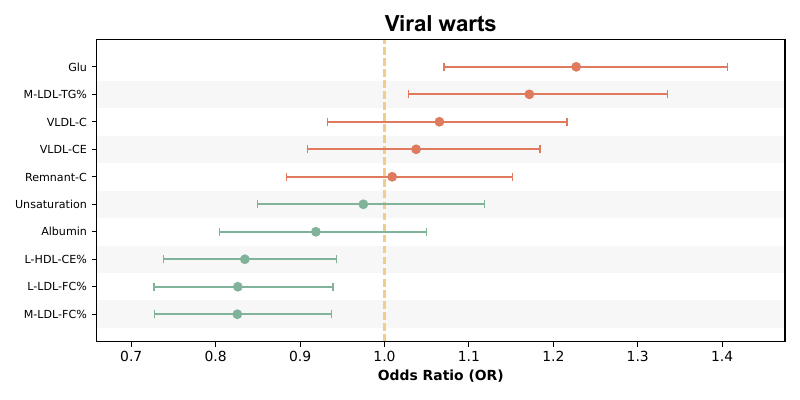 Viral warts
Glu
M-LDL-TG%
VLDL-C
VLDL-CE
Remnant-C
Unsaturation
Albumin
L-HDL-CE%
L-LDL-FC%
M-LDL-FC%
0.7 0.8 0.9 1.0 1.1 1.2 1.3 1.4
Odds Ratio (OR)